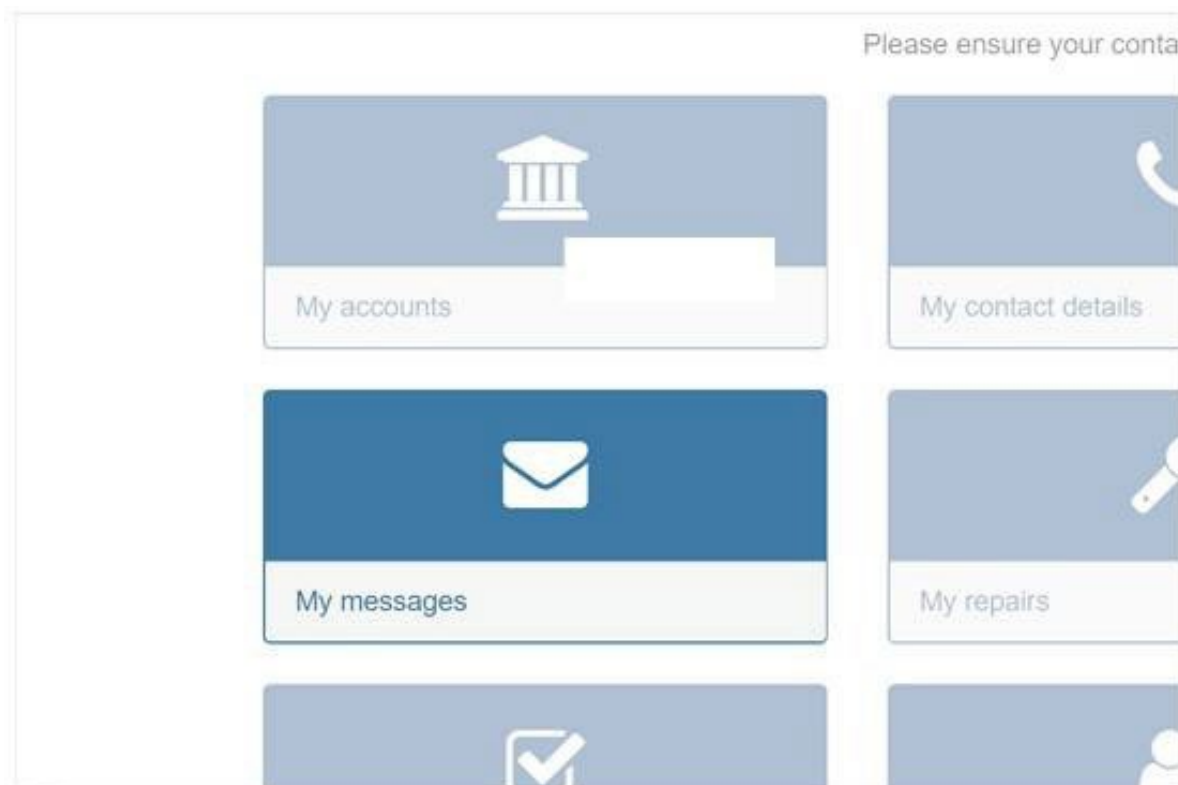 Please ensure your conta
My accounts
My contact details
My messages
My repairs